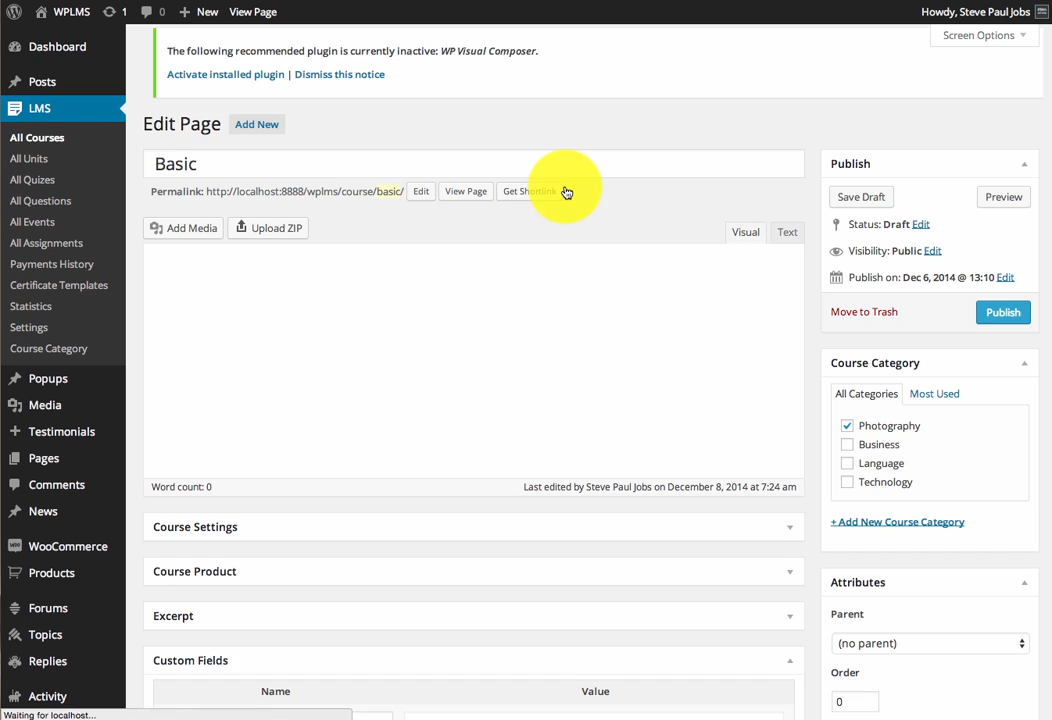 WPLMS 1 0 New View Page Howdy, Steve Paul Jobs
Screen Options
Dashboard
Posts
LMS
All Courses
All Units
All Quizes
All Questions
All Events
All Assignments
Payments History
Certificate Templates
Statistics
Settings
Course Category
Popups
Media
Testimonials
Pages
Comments
News
WooCommerce
Products
Forums
Topics
Replies
Activity
The following recommended plugin is currently inactive: WP Visual Composer.
Activate installed plugin | Dismiss this notice
Edit Page Add New
Basic
Permalink: http://localhost:8888/wplms/course/basic/ Edit View Page Get Shortlink
Add Media Upload ZIP Visual Text
Word count: 0 Last edited by Steve Paul Jobs on December 8, 2014 at 7:24 am
Course Settings
Course Product
Excerpt
Custom Fields
Name Value
Publish
Save Draft Preview
Status: Draft Edit
Visibility: Public Edit
Publish on: Dec 6, 2014 @ 13:10 Edit
Move to Trash Publish
Course Category
All Categories Most Used
Photography
Business
Language
Technology
+ Add New Course Category
Attributes
Parent
(no parent)
Order
0
Waiting for localhost...